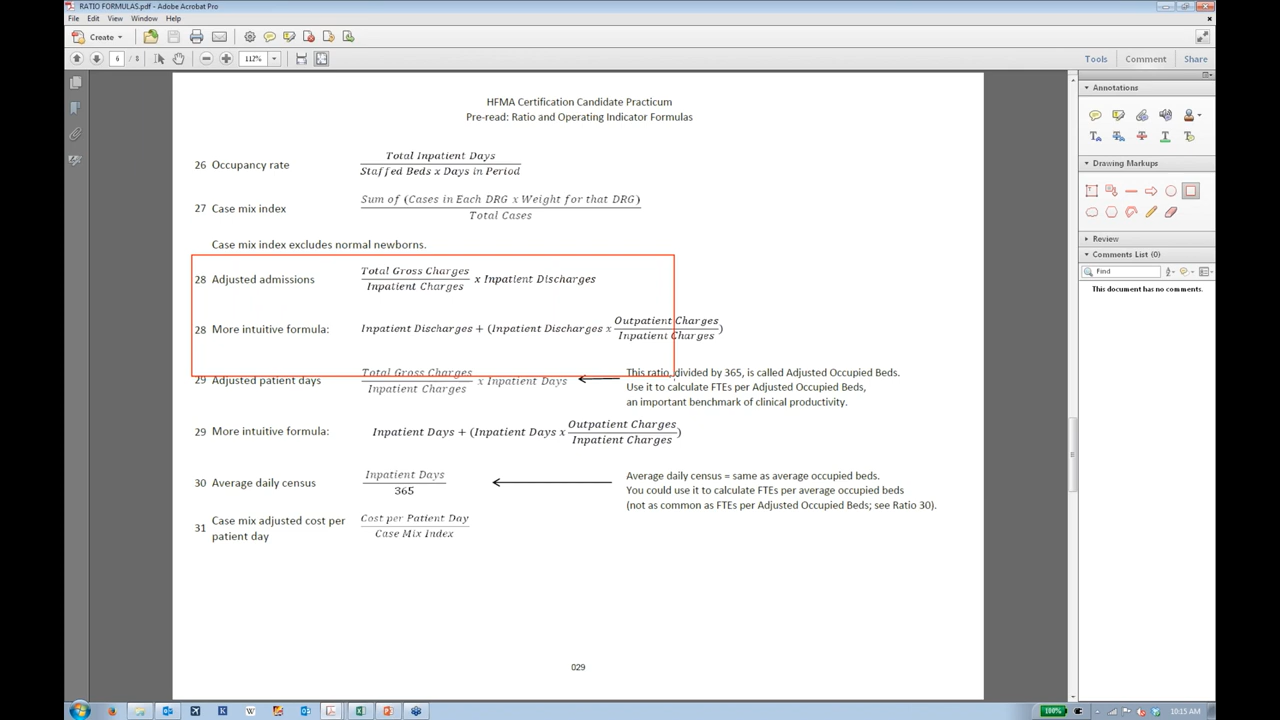 RATIO FORMULAS.pdf - Adobe Acrobat Pro
File Edit View Window Help
Create
6 / 8 112%
Tools Comment Share
Annotations
Drawing Markups
Review
Comments List (0)
Find
This document has no comments.
HFMA Certification Candidate Practicum
Pre-read: Ratio and Operating Indicator Formulas
26 Occupancy rate
Total Inpatient Days
Staffed Beds x Days in Period
27 Case mix index
Sum of (Cases in Each DRG x Weight for that DRG)
Total Cases
Case mix index excludes normal newborns.
28 Adjusted admissions
Total Gross Charges
Inpatient Charges
x Inpatient Discharges
28 More intuitive formula:
Inpatient Discharges + (Inpatient Discharges x
Outpatient Charges
Inpatient Charges
)
29 Adjusted patient days
Total Gross Charges
Inpatient Charges
x Inpatient Days
This ratio, divided by 365, is called Adjusted Occupied Beds.
Use it to calculate FTEs per Adjusted Occupied Beds,
an important benchmark of clinical productivity.
29 More intuitive formula:
Inpatient Days + (Inpatient Days x
Outpatient Charges
Inpatient Charges
)
30 Average daily census
Inpatient Days
365
Average daily census = same as average occupied beds.
You could use it to calculate FTEs per average occupied beds
(not as common as FTEs per Adjusted Occupied Beds; see Ratio 30).
31 Case mix adjusted cost per
patient day
Cost per Patient Day
Case Mix Index
029
100%
10:15 AM